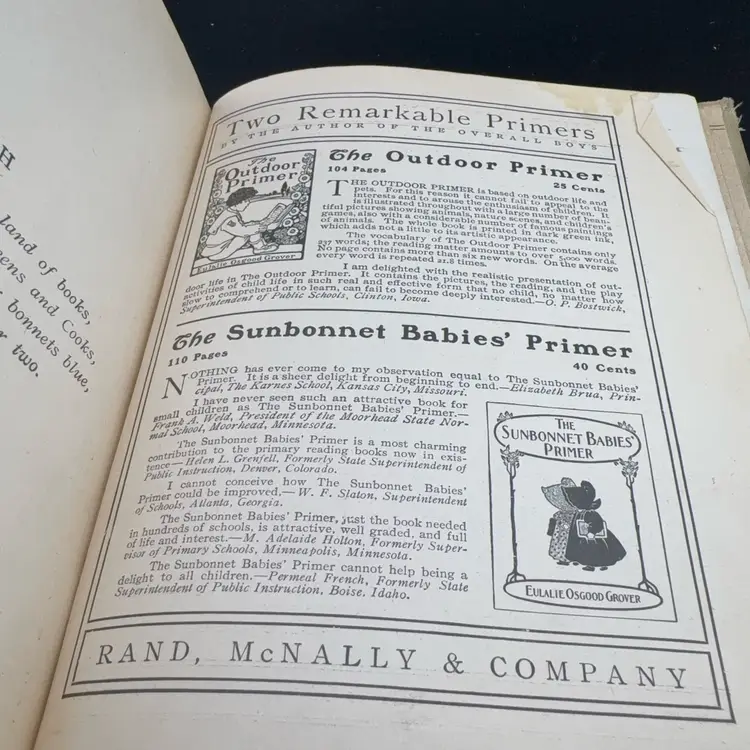 H
land of books,
ens and Cooks,
bonnets blue,
r two.
Two Remarkable Primers
BY THE AUTHOR OF THE OVERALL BOYS
The Outdoor Primer
Eulalie Osgood Grover
The Outdoor Primer
104 Pages 25 Cents
THE OUTDOOR PRIMER is based on outdoor life and
pets. For this reason it cannot fail to appeal to the
interests and to arouse the enthusiasm of children. It
is illustrated throughout with a large number of beau-
tiful pictures showing animals, nature scenes, and children's
games, also with a considerable number of famous paintings
of animals. The whole book is printed in dark green ink,
which adds not a little to its artistic appearance.
The vocabulary of The Outdoor Primer contains only
237 words; the reading matter amounts to over 5,000 words.
No page contains more than six new words. On the average
every word is repeated 21.8 times.
I am delighted with the realistic presentation of out-
door life in The Outdoor Primer. It contains the pictures, the reading, and the play
activities of child life in such real and effective form that no child, no matter how
slow to comprehend or to learn, can fail to become deeply interested.—O. P. Bostwick,
Superintendent of Public Schools, Clinton, Iowa.
The Sunbonnet Babies' Primer
110 Pages 40 Cents
NOTHING has ever come to my observation equal to The Sunbonnet Babies'
Primer. It is a sheer delight from beginning to end.—Elizabeth Brua, Prin-
cipal, The Karnes School, Kansas City, Missouri.
I have never seen such an attractive book for
small children as The Sunbonnet Babies' Primer.—
Frank A. Weld, President of the Moorhead State Nor-
mal School, Moorhead, Minnesota.
The Sunbonnet Babies' Primer is a most charming
contribution to the primary reading books now in exis-
tence—Helen L. Grenfell, Formerly State Superintendent of
Public Instruction, Denver, Colorado.
I cannot conceive how The Sunbonnet Babies'
Primer could be improved.—W. F. Slaton, Superintendent
of Schools, Atlanta, Georgia.
The Sunbonnet Babies' Primer, just the book needed
in hundreds of schools, is attractive, well graded, and full
of life and interest.—M. Adelaide Holton, Formerly Super-
visor of Primary Schools, Minneapolis, Minnesota.
The Sunbonnet Babies' Primer cannot help being a
delight to all children.—Permeal French, Formerly State
Superintendent of Public Instruction, Boise, Idaho.
THE
SUNBONNET BABIES'
PRIMER
EULALIE OSGOOD GROVER
RAND, McNALLY & COMPANY